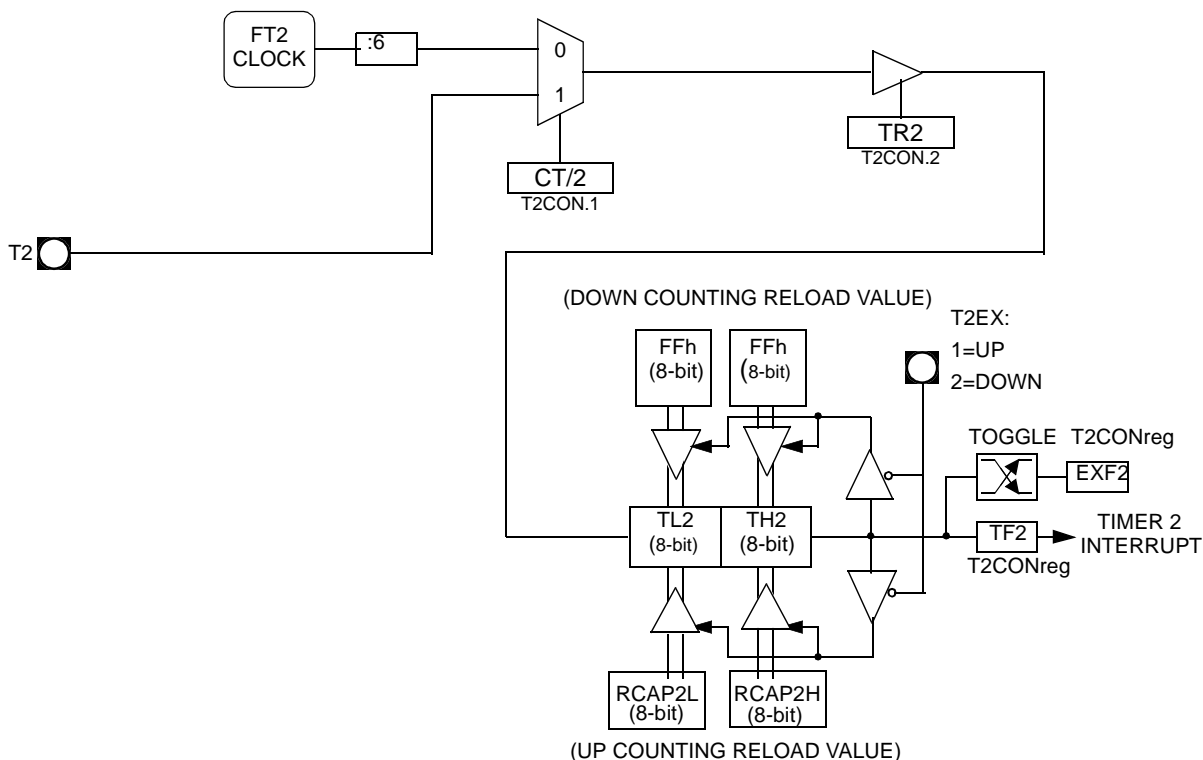 FT2
CLOCK
:6
0
1
TR2
T2CON.2
CT/2
T2CON.1
T2
(DOWN COUNTING RELOAD VALUE)
T2EX:
1=UP
2=DOWN
FFh
(8-bit)
FFh
(8-bit)
TOGGLE
T2CONreg
EXF2
TL2
(8-bit)
TH2
(8-bit)
TF2
T2CONreg
TIMER 2
INTERRUPT
RCAP2L
(8-bit)
RCAP2H
(8-bit)
(UP COUNTING RELOAD VALUE)